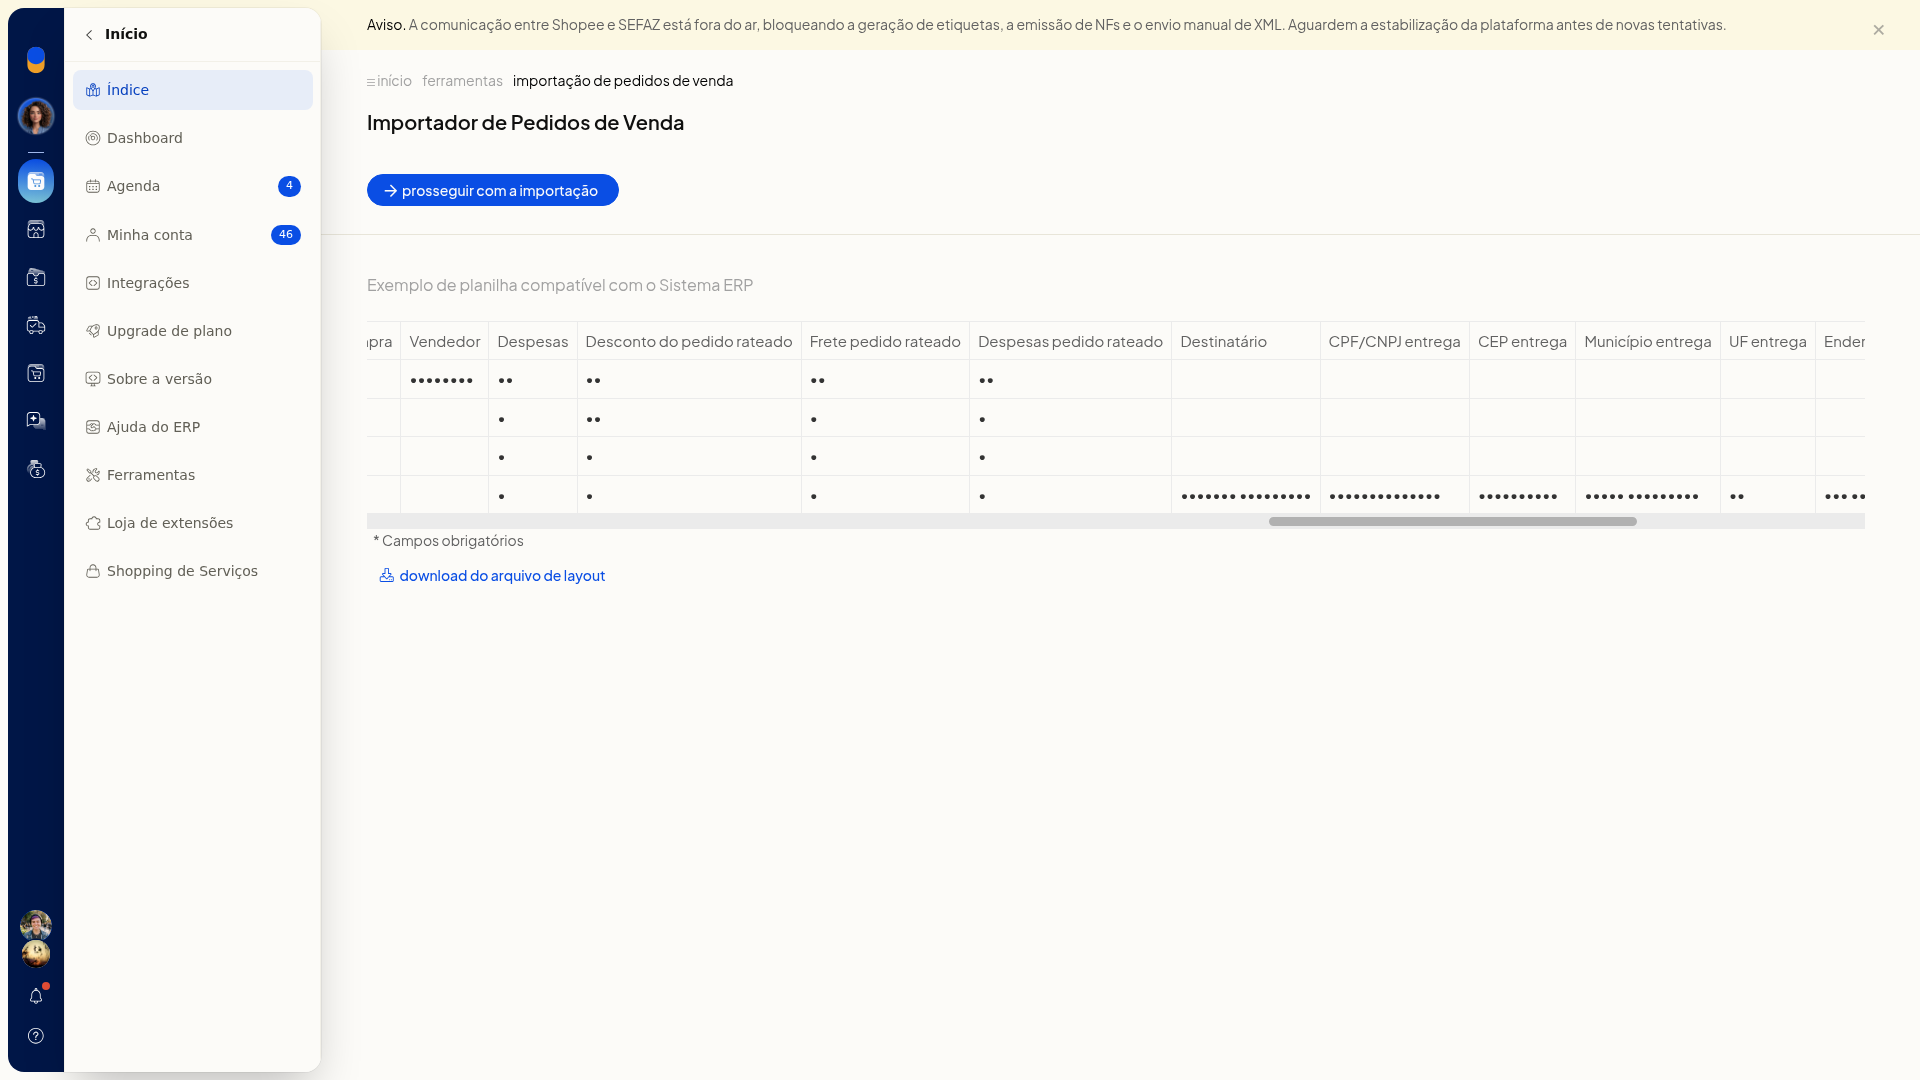 Início
Índice
Dashboard
Agenda 4
Minha conta 46
Integrações
Upgrade de plano
Sobre a versão
Ajuda do ERP
Ferramentas
Loja de extensões
Shopping de Serviços
Aviso. A comunicação entre Shopee e SEFAZ está fora do ar, bloqueando a geração de etiquetas, a emissão de NFs e o envio manual de XML. Aguardem a estabilização da plataforma antes de novas tentativas.
início ferramentas importação de pedidos de venda
Importador de Pedidos de Venda
prosseguir com a importação
Exemplo de planilha compatível com o Sistema ERP
pra Vendedor Despesas Desconto do pedido rateado Frete pedido rateado Despesas pedido rateado Destinatário CPF/CNPJ entrega CEP entrega Município entrega UF entrega Ender
•••••••• •• •• •• ••
• •• • •
• • • •
• • • • ••••••• ••••••••• •••••••••••••• •••••••••• ••••• ••••••••• •• ••• ••
* Campos obrigatórios
download do arquivo de layout